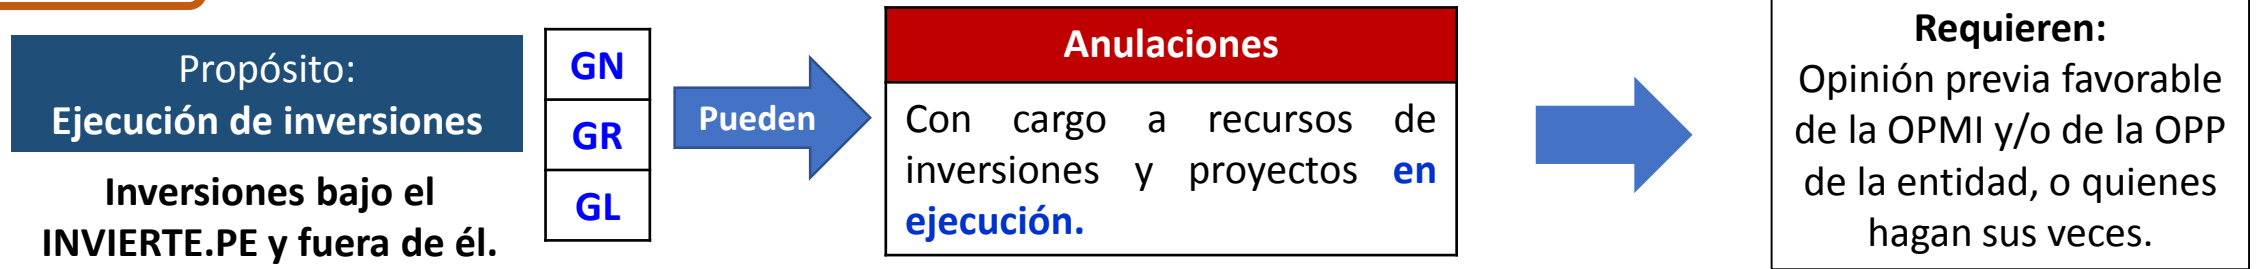 Propósito:
Ejecución de inversiones
Inversiones bajo el
INVIERTE.PE y fuera de él.
GN
GR
GL
Pueden
Anulaciones
Con cargo a recursos de
inversiones y proyectos en
ejecución.
Requieren:
Opinión previa favorable
de la OPMI y/o de la OPP
de la entidad, o quienes
hagan sus veces.